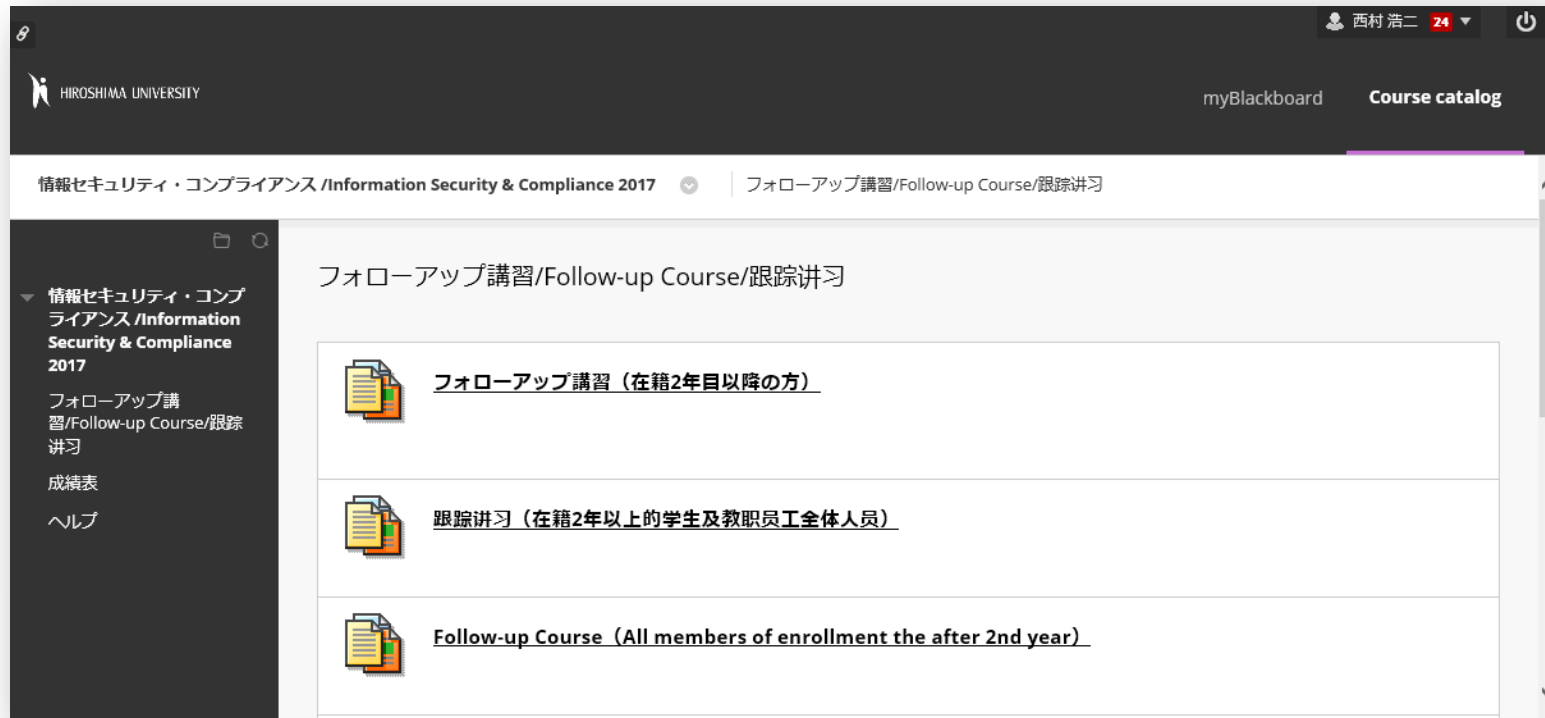 西村 浩二 24
HIROSHIMA UNIVERSITY
myBlackboard Course catalog
情報セキュリティ・コンプライアンス /Information Security & Compliance 2017 フォローアップ講習/Follow-up Course/跟踪讲习
情報セキュリティ・コンプ
ライアンス /Information
Security & Compliance
2017
フォローアップ講
習/Follow-up Course/跟踪
讲习
成績表
ヘルプ
フォローアップ講習/Follow-up Course/跟踪讲习
フォローアップ講習（在籍2年目以降の方）
跟踪讲习（在籍2年以上的学生及教职员工全体人员）
Follow-up Course（All members of enrollment the after 2nd year）